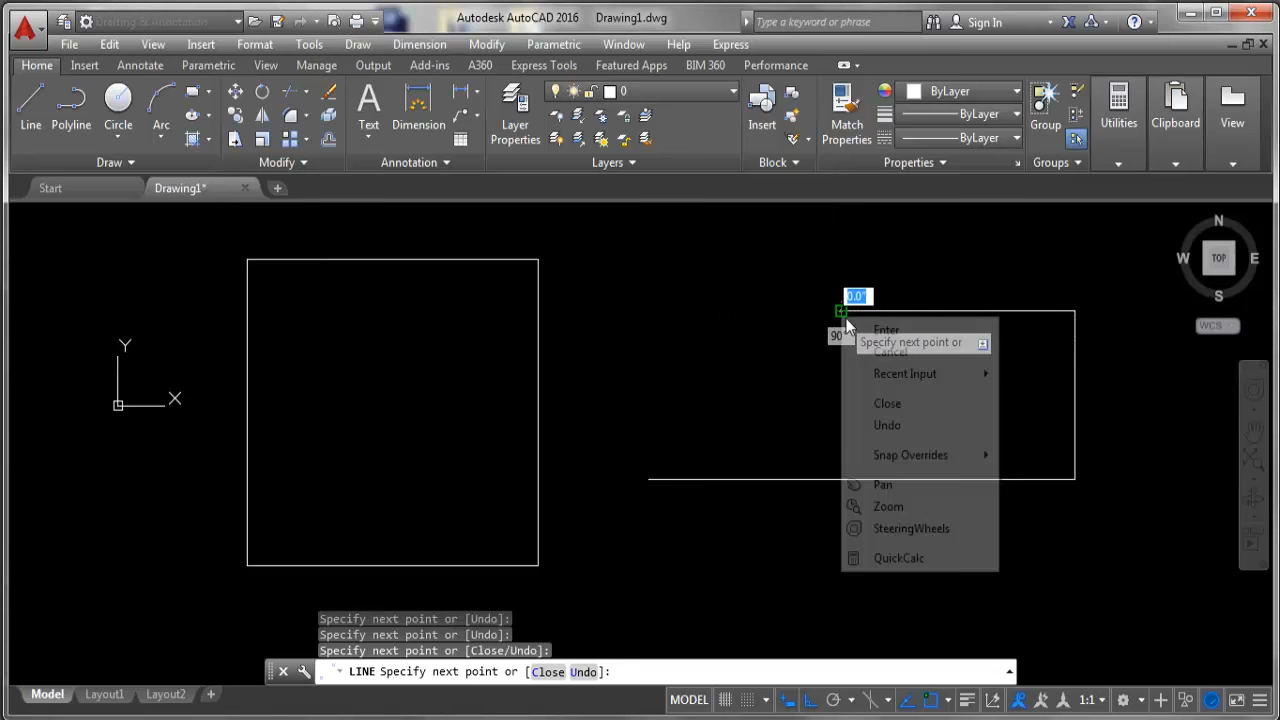 Drafting & Annotation
Autodesk AutoCAD 2016 Drawing1.dwg
Type a keyword or phrase
Sign In
File Edit View Insert Format Tools Draw Dimension Modify Parametric Window Help Express
Home Insert Annotate Parametric View Manage Output Add-ins A360 Express Tools Featured Apps BIM 360 Performance
Line Polyline Circle Arc
Draw
Modify
Text Dimension
Annotation
Layer Properties
0
Layers
Insert
Block
Match Properties
ByLayer
ByLayer
ByLayer
Properties
Group
Groups
Utilities
Clipboard
View
Start
Drawing1*
N
W TOP E
S
WCS
Y
X
0.0"
90°
Enter
Specify next point or
Cancel
Recent Input
Close
Undo
Snap Overrides
Pan
Zoom
SteeringWheels
QuickCalc
Specify next point or [Undo]:
Specify next point or [Undo]:
Specify next point or [Close/Undo]:
LINE Specify next point or [Close Undo]:
Model Layout1 Layout2
MODEL
1:1